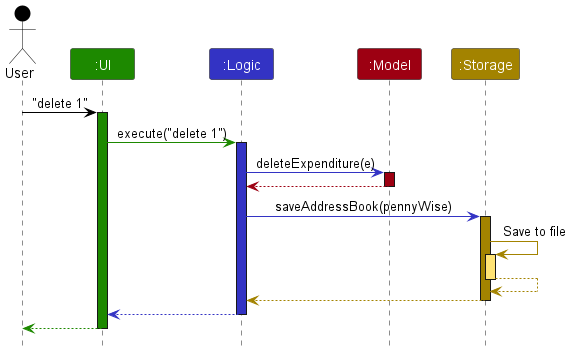 User
:UI
:Logic
:Model
:Storage
"delete 1"
execute("delete 1")
deleteExpenditure(e)
saveAddressBook(pennyWise)
Save to file